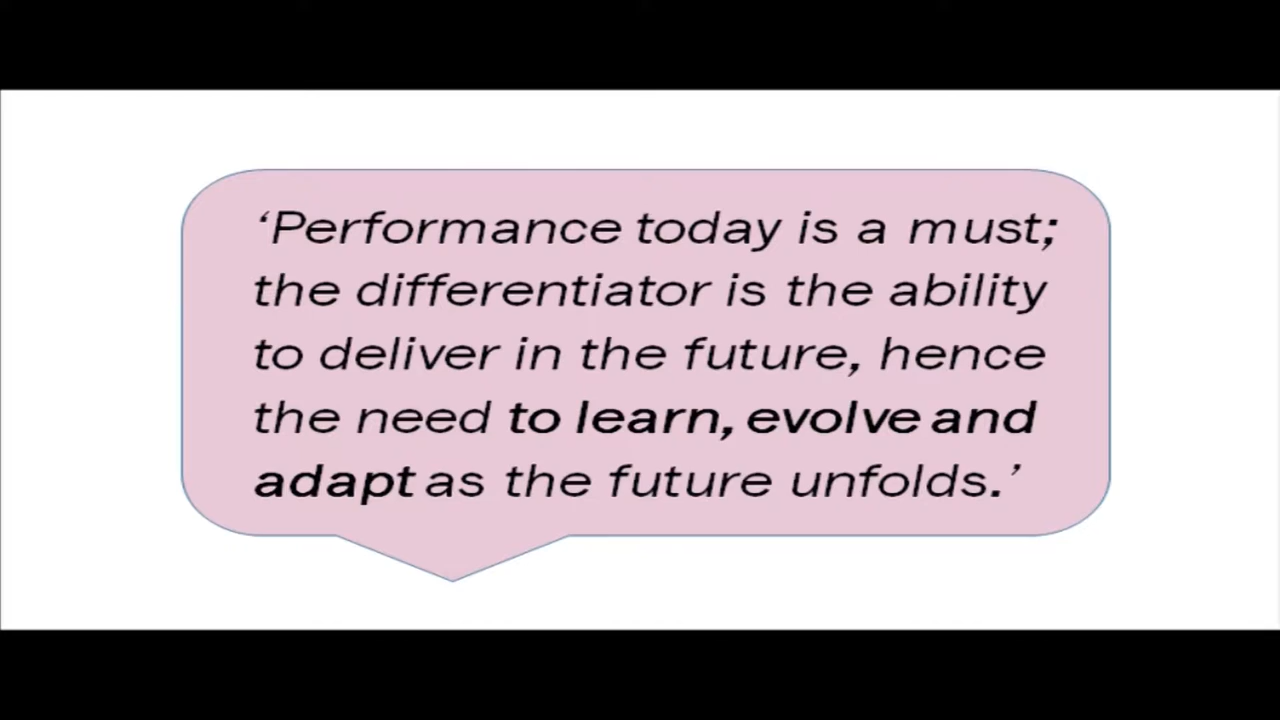 ‘Performance today is a must;
the differentiator is the ability
to deliver in the future, hence
the need to learn, evolve and
adapt as the future unfolds.’